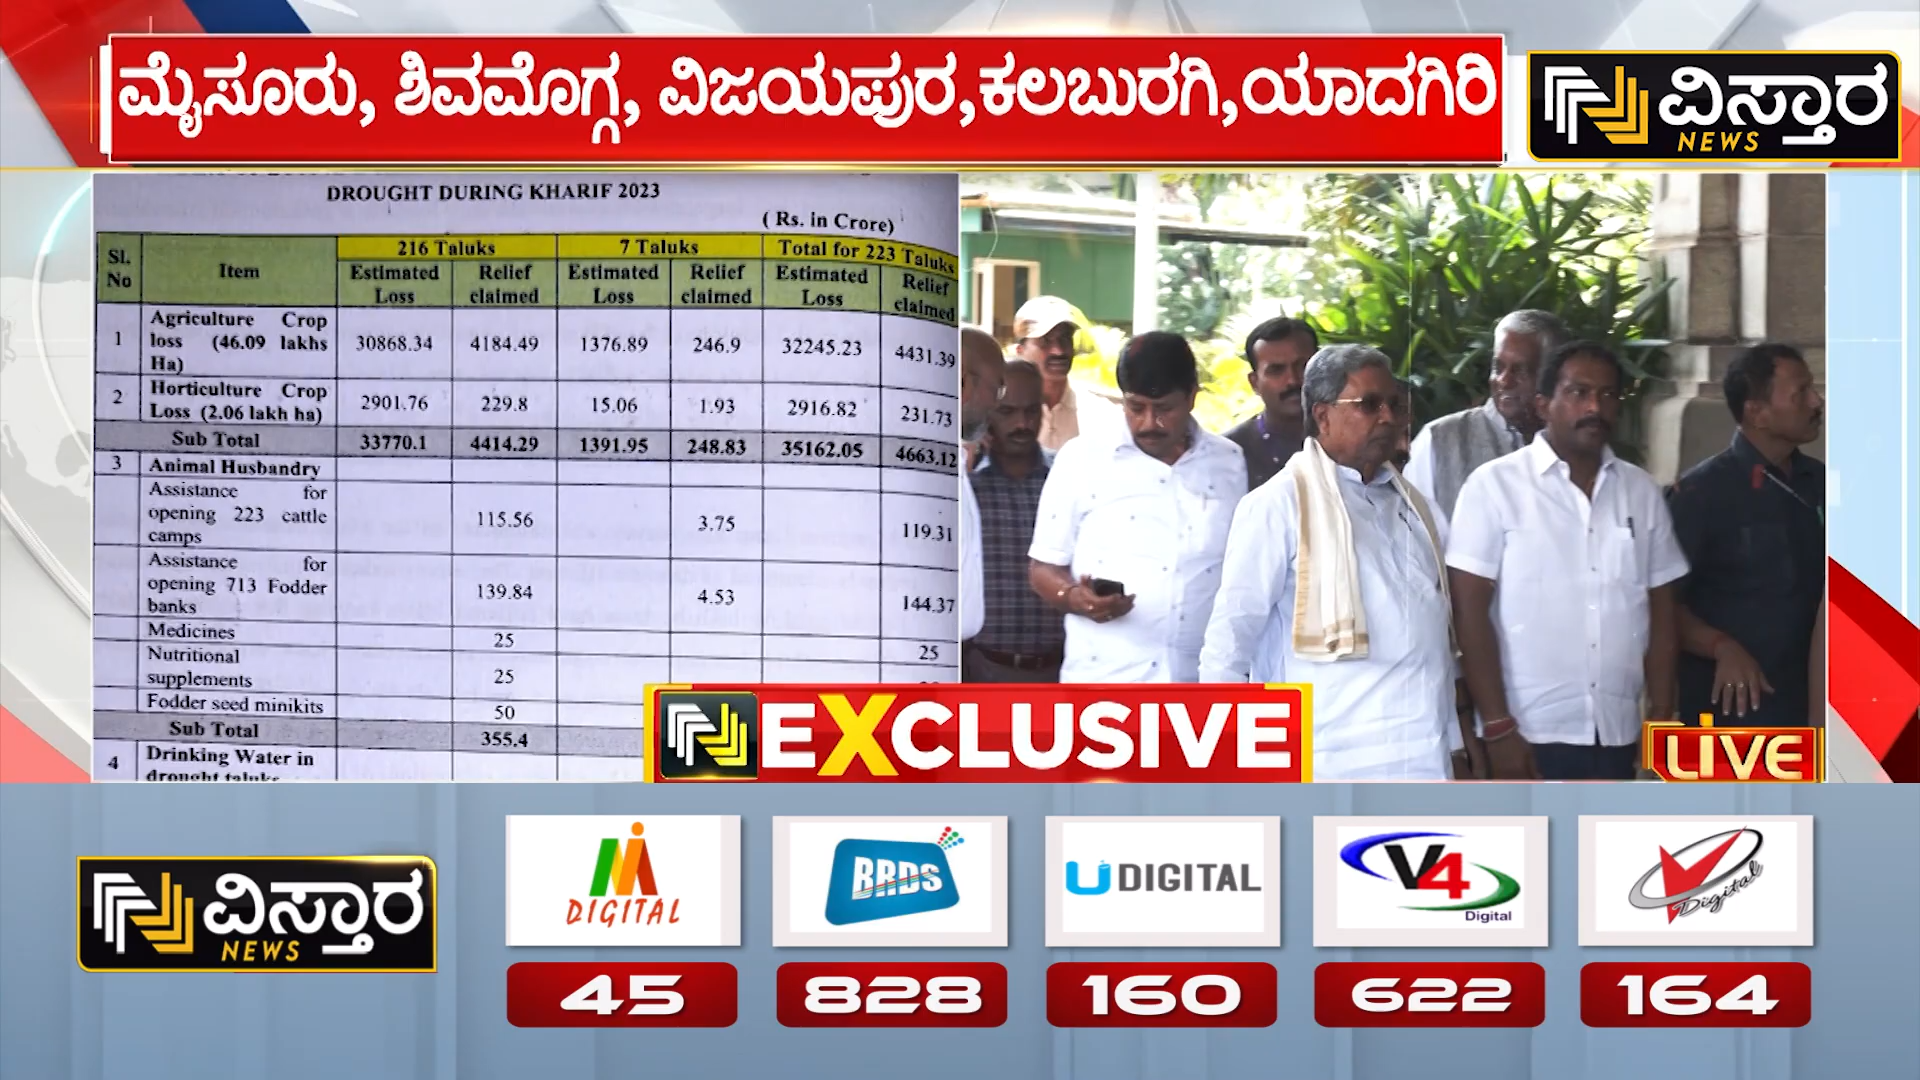 ಮೈಸೂರು, ಶಿವಮೊಗ್ಗ, ವಿಜಯಪುರ,ಕಲಬುರಗಿ,ಯಾದಗಿರಿ
ವಿಸ್ತಾರ
NEWS
DROUGHT DURING KHARIF 2023
( Rs. in Crore)
Sl. No Item 216 Taluks 7 Taluks Total for 223 Taluks
Estimated Loss Relief claimed Estimated Loss Relief claimed Estimated Loss Relief claimed
1 Agriculture Crop loss (46.09 lakhs Ha) 30868.34 4184.49 1376.89 246.9 32245.23 4431.39
2 Horticulture Crop Loss (2.06 lakh ha) 2901.76 229.8 15.06 1.93 2916.82 231.73
Sub Total 33770.1 4414.29 1391.95 248.83 35162.05 4663.12
3 Animal Husbandry
Assistance for opening 223 cattle camps 115.56 3.75 119.31
Assistance for opening 713 Fodder banks 139.84 4.53 144.37
Medicines 25 25
Nutritional supplements 25
Fodder seed minikits 50
Sub Total 355.4
4 Drinking Water in
drought taluks
EXCLUSIVE
LIVE
ವಿಸ್ತಾರ
NEWS
DIGITAL
BRDS
U DIGITAL
V4
Digital
Digital
45 828 160 622 164